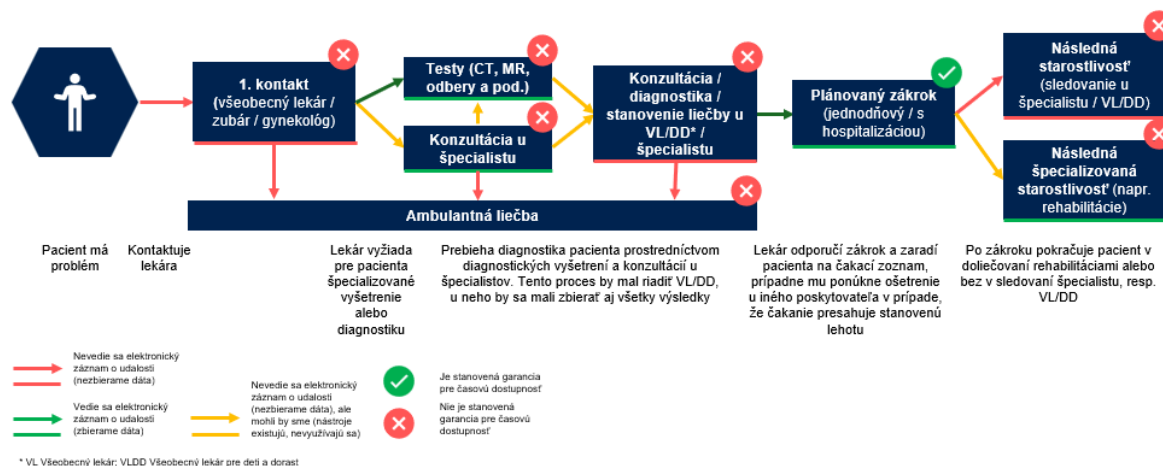 1. kontakt
(všeobecný lekár /
zubár / gynekológ)
Testy (CT, MR,
odbery a pod.)
Konzultácia u
špecialistu
Konzultácia /
diagnostika /
stanovenie liečby u
VL/DD* /
špecialistu
Plánovaný zákrok
(jednodňový / s
hospitalizáciou)
Následná
starostlivosť
(sledovanie u
špecialistu / VL/DD)
Následná
špecializovaná
starostlivosť (napr.
rehabilitácie)
Ambulantná liečba
Pacient má
problém
Kontaktuje
lekára
Lekár vyžiada
pre pacienta
špecializované
vyšetrenie
alebo
diagnostiku
Prebieha diagnostika pacienta prostredníctvom
diagnostických vyšetrení a konzultácií u
špecialistov. Tento proces by mal riadiť VL/DD,
u neho by sa mali zbierať aj všetky výsledky
Lekár odporučí zákrok a zaradí
pacienta na čakací zoznam,
prípadne mu ponúkne ošetrenie
u iného poskytovateľa v prípade,
že čakanie presahuje stanovenú
lehotu
Po zákroku pokračuje pacient v
doliečovaní rehabilitáciami alebo
bez v sledovaní špecialistu, resp.
VL/DD
Nevedie sa elektronický
záznam o udalosti
(nezbierame dáta)
Vedie sa elektronický
záznam o udalosti
(zbierame dáta)
Nevedie sa elektronický
záznam o udalosti
(nezbierame dáta), ale
mohli by sme (nástroje
existujú, nevyužívajú sa)
Je stanovená garancia
pre časovú dostupnosť
Nie je stanovená
garancia pre časovú
dostupnosť
* VL Všeobecný lekár; VLDD Všeobecný lekár pre deti a dorast